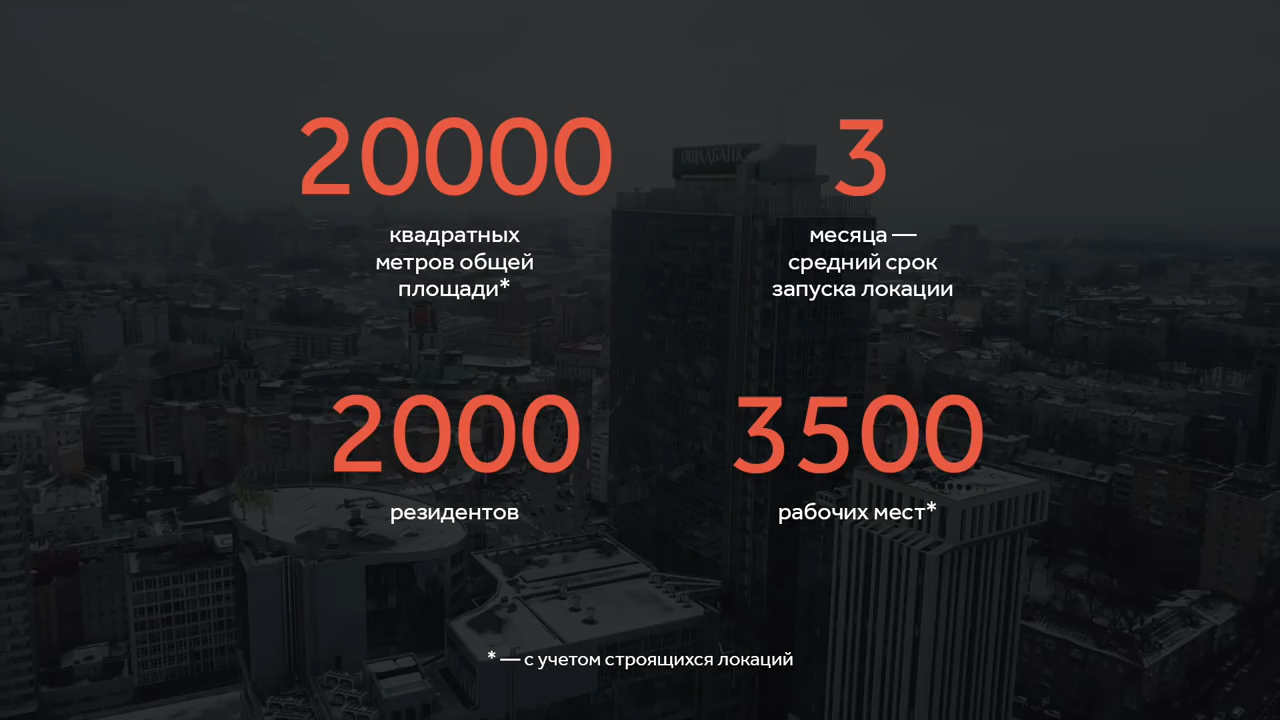 20000
квадратных
метров общей
площади*
3
месяца —
средний срок
запуска локации
ОЩАДБАНК
2000
резидентов
3500
рабочих мест*
* — с учетом строящихся локаций